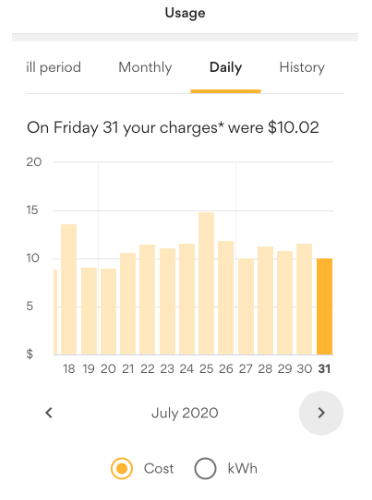 Usage
ill period Monthly Daily History
On Friday 31 your charges* were $10.02
20
15
10
5
$
18 19 20 21 22 23 24 25 26 27 28 29 30 31
July 2020
Cost kWh